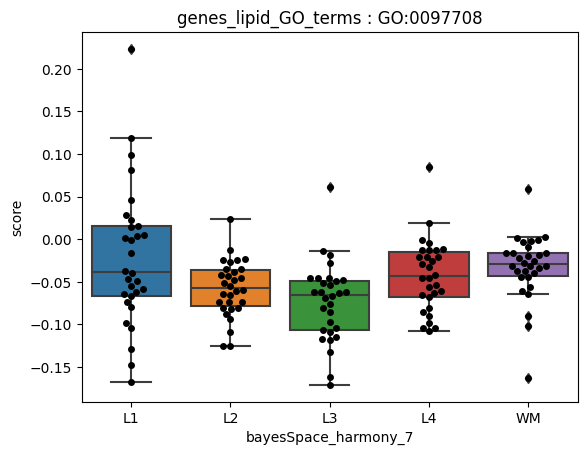 genes_lipid_GO_terms : GO:0097708
score
0.20
0.15
0.10
0.05
0.00
−0.05
−0.10
−0.15
L1 L2 L3 L4 WM
bayesSpace_harmony_7